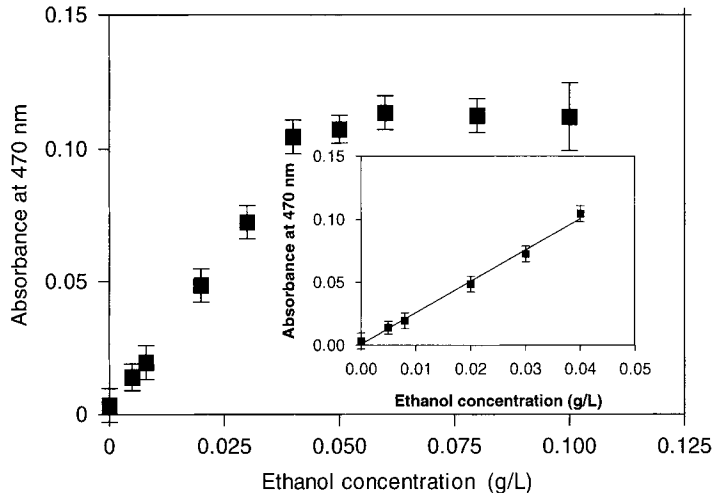 0.15
0.10
0.05
0
Absorbance at 470 nm
0 0.025 0.050 0.075 0.100 0.125
Ethanol concentration (g/L)
0.15
0.10
0.05
0.00
Absorbance at 470 nm
0.00 0.01 0.02 0.03 0.04 0.05
Ethanol concentration (g/L)